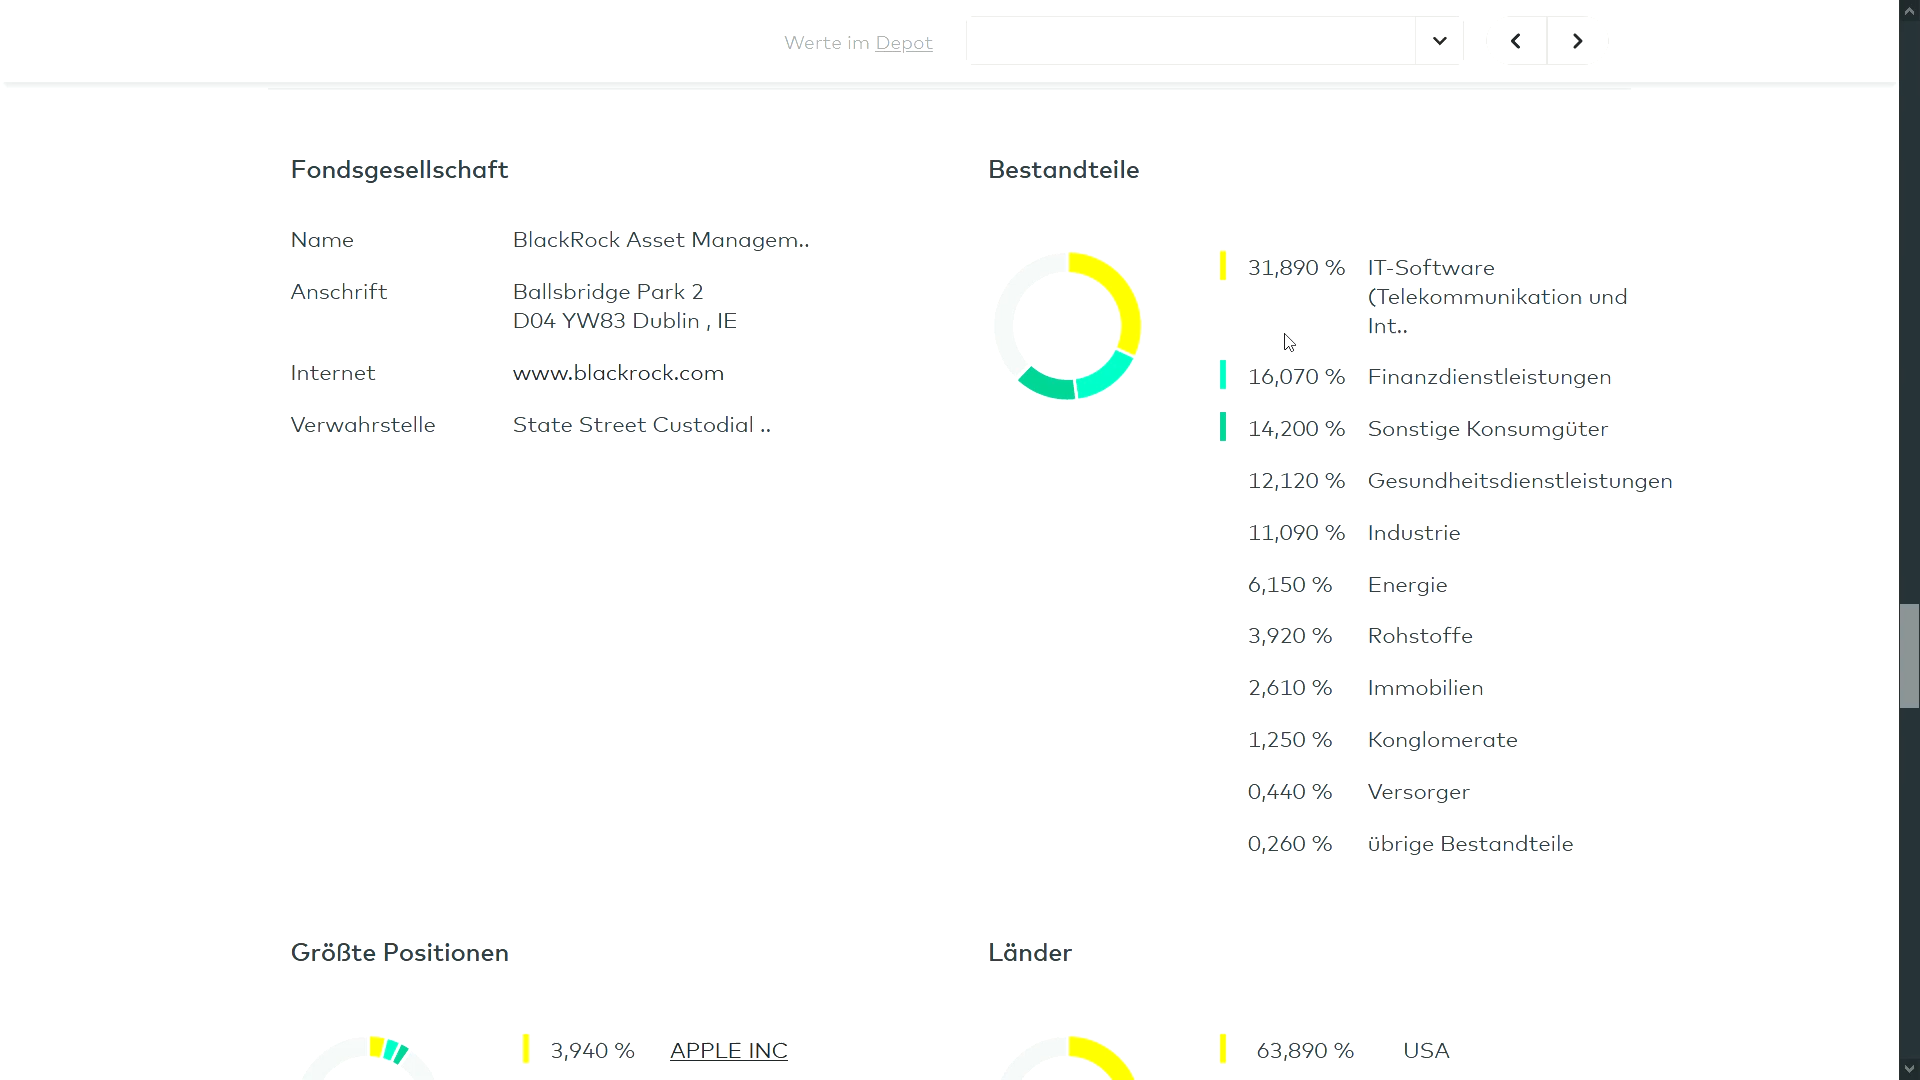 Werte im Depot
Fondsgesellschaft
Name BlackRock Asset Managem..
Anschrift Ballsbridge Park 2
D04 YW83 Dublin , IE
Internet www.blackrock.com
Verwahrstelle State Street Custodial ..
Bestandteile
31,890 % IT-Software
(Telekommunikation und
Int..
16,070 % Finanzdienstleistungen
14,200 % Sonstige Konsumgüter
12,120 % Gesundheitsdienstleistungen
11,090 % Industrie
6,150 % Energie
3,920 % Rohstoffe
2,610 % Immobilien
1,250 % Konglomerate
0,440 % Versorger
0,260 % übrige Bestandteile
Größte Positionen
3,940 % APPLE INC
Länder
63,890 % USA